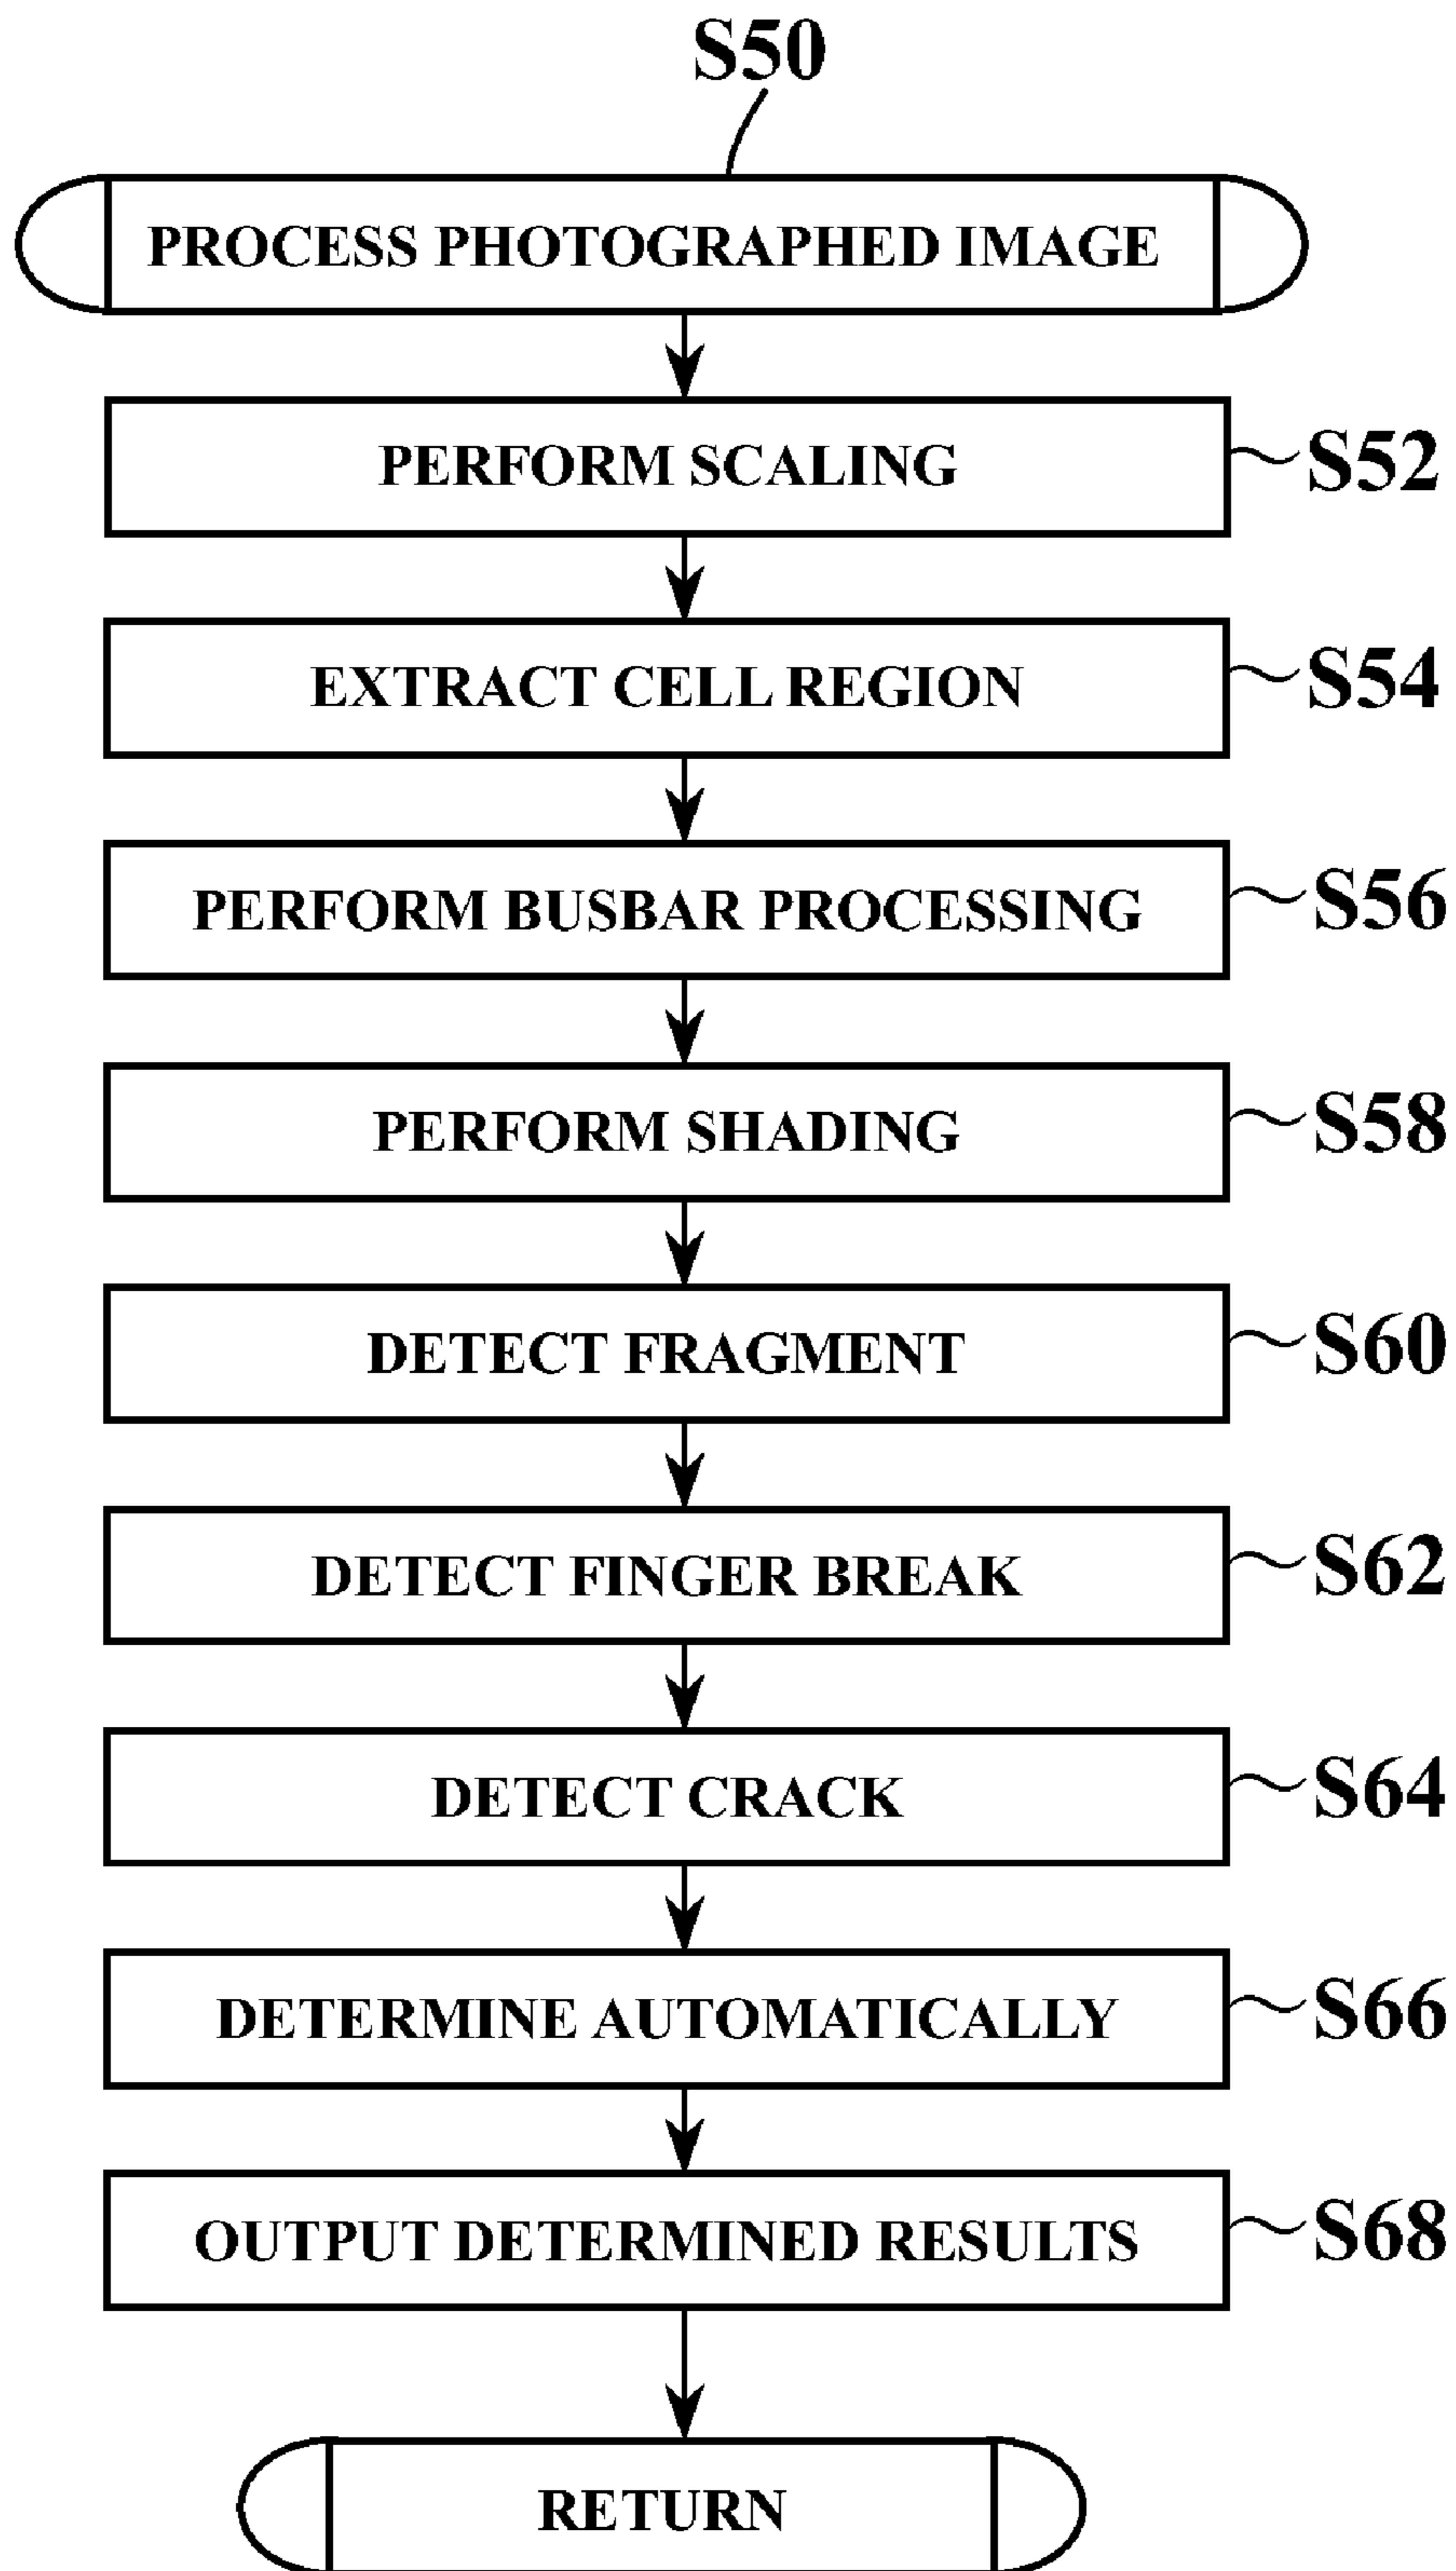 S50
PROCESS PHOTOGRAPHED IMAGE
PERFORM SCALING
S52
EXTRACT CELL REGION
S54
PERFORM BUSBAR PROCESSING
S56
PERFORM SHADING
S58
DETECT FRAGMENT
S60
DETECT FINGER BREAK
S62
DETECT CRACK
S64
DETERMINE AUTOMATICALLY
S66
OUTPUT DETERMINED RESULTS
S68
RETURN